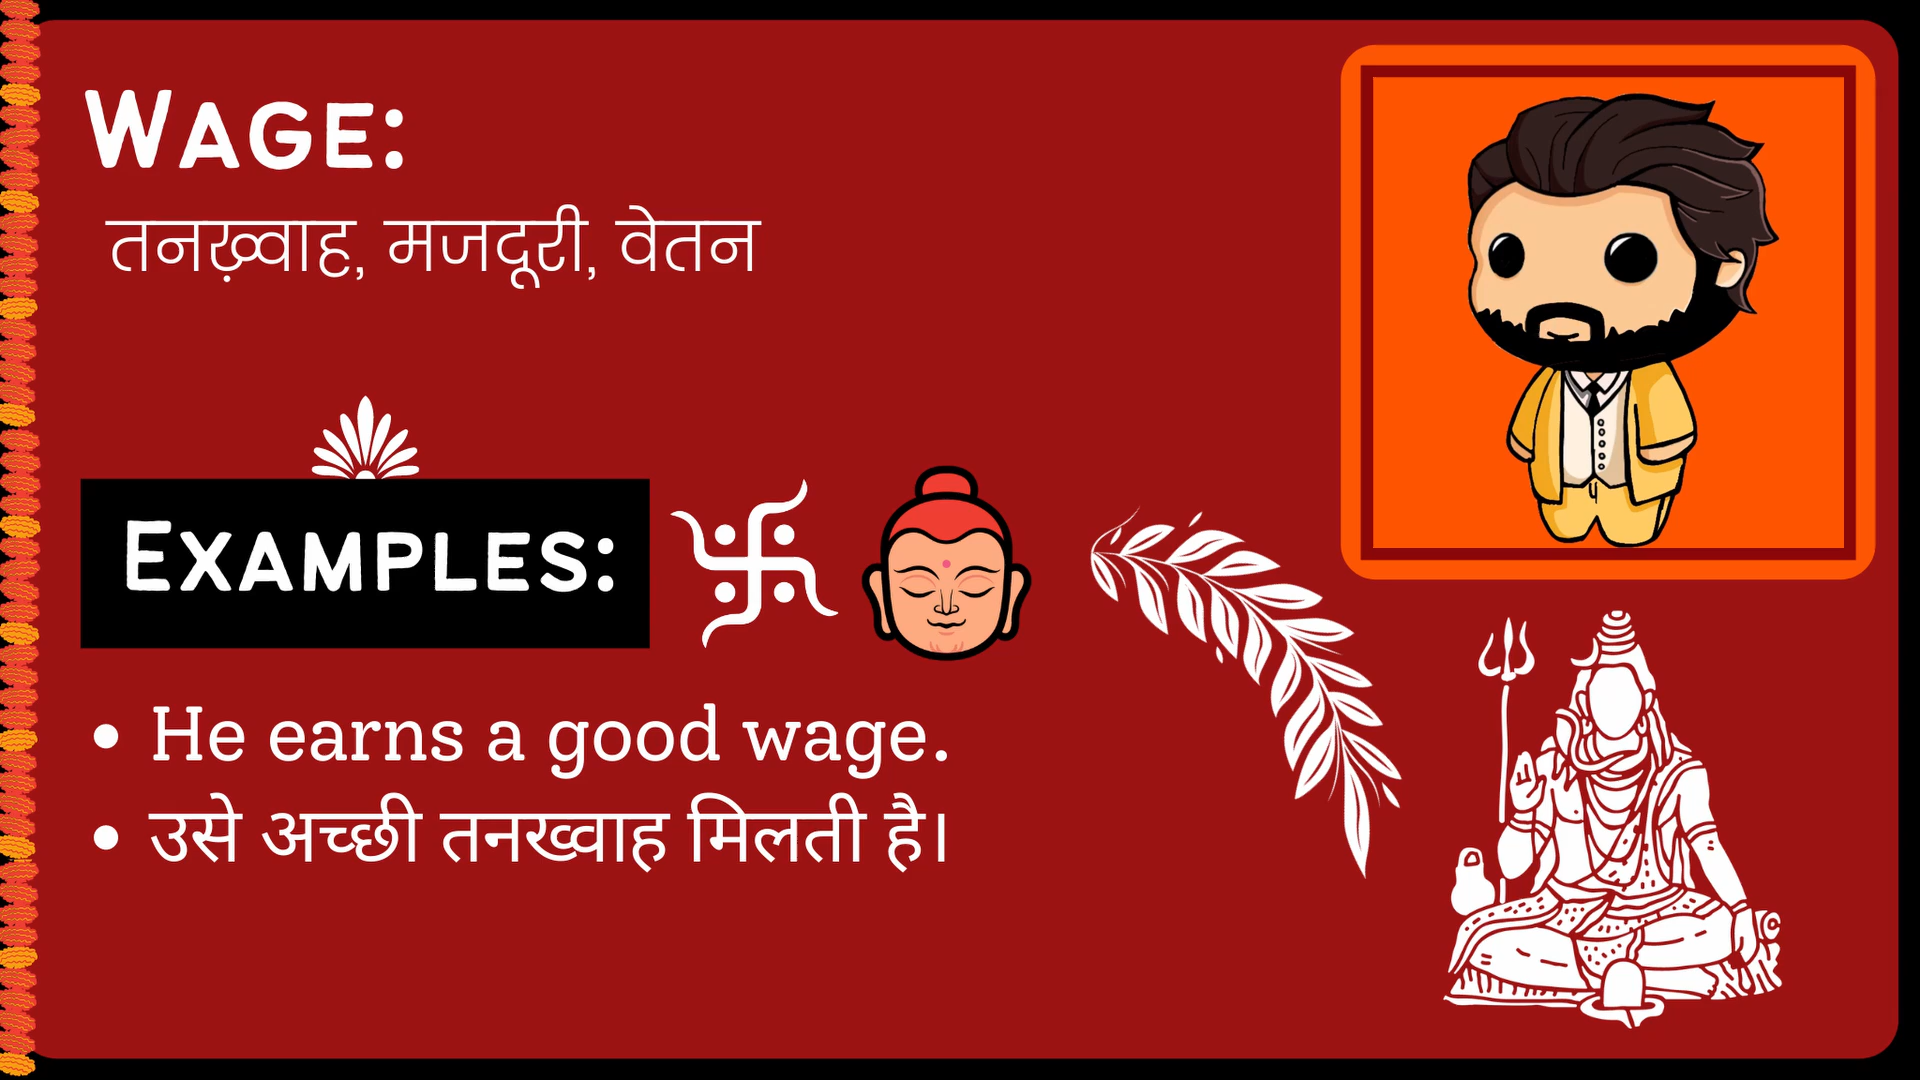 WAGE:
तनख़्वाह, मजदूरी, वेतन
EXAMPLES:
• He earns a good wage.
• उसे अच्छी तनख्वाह मिलती है।